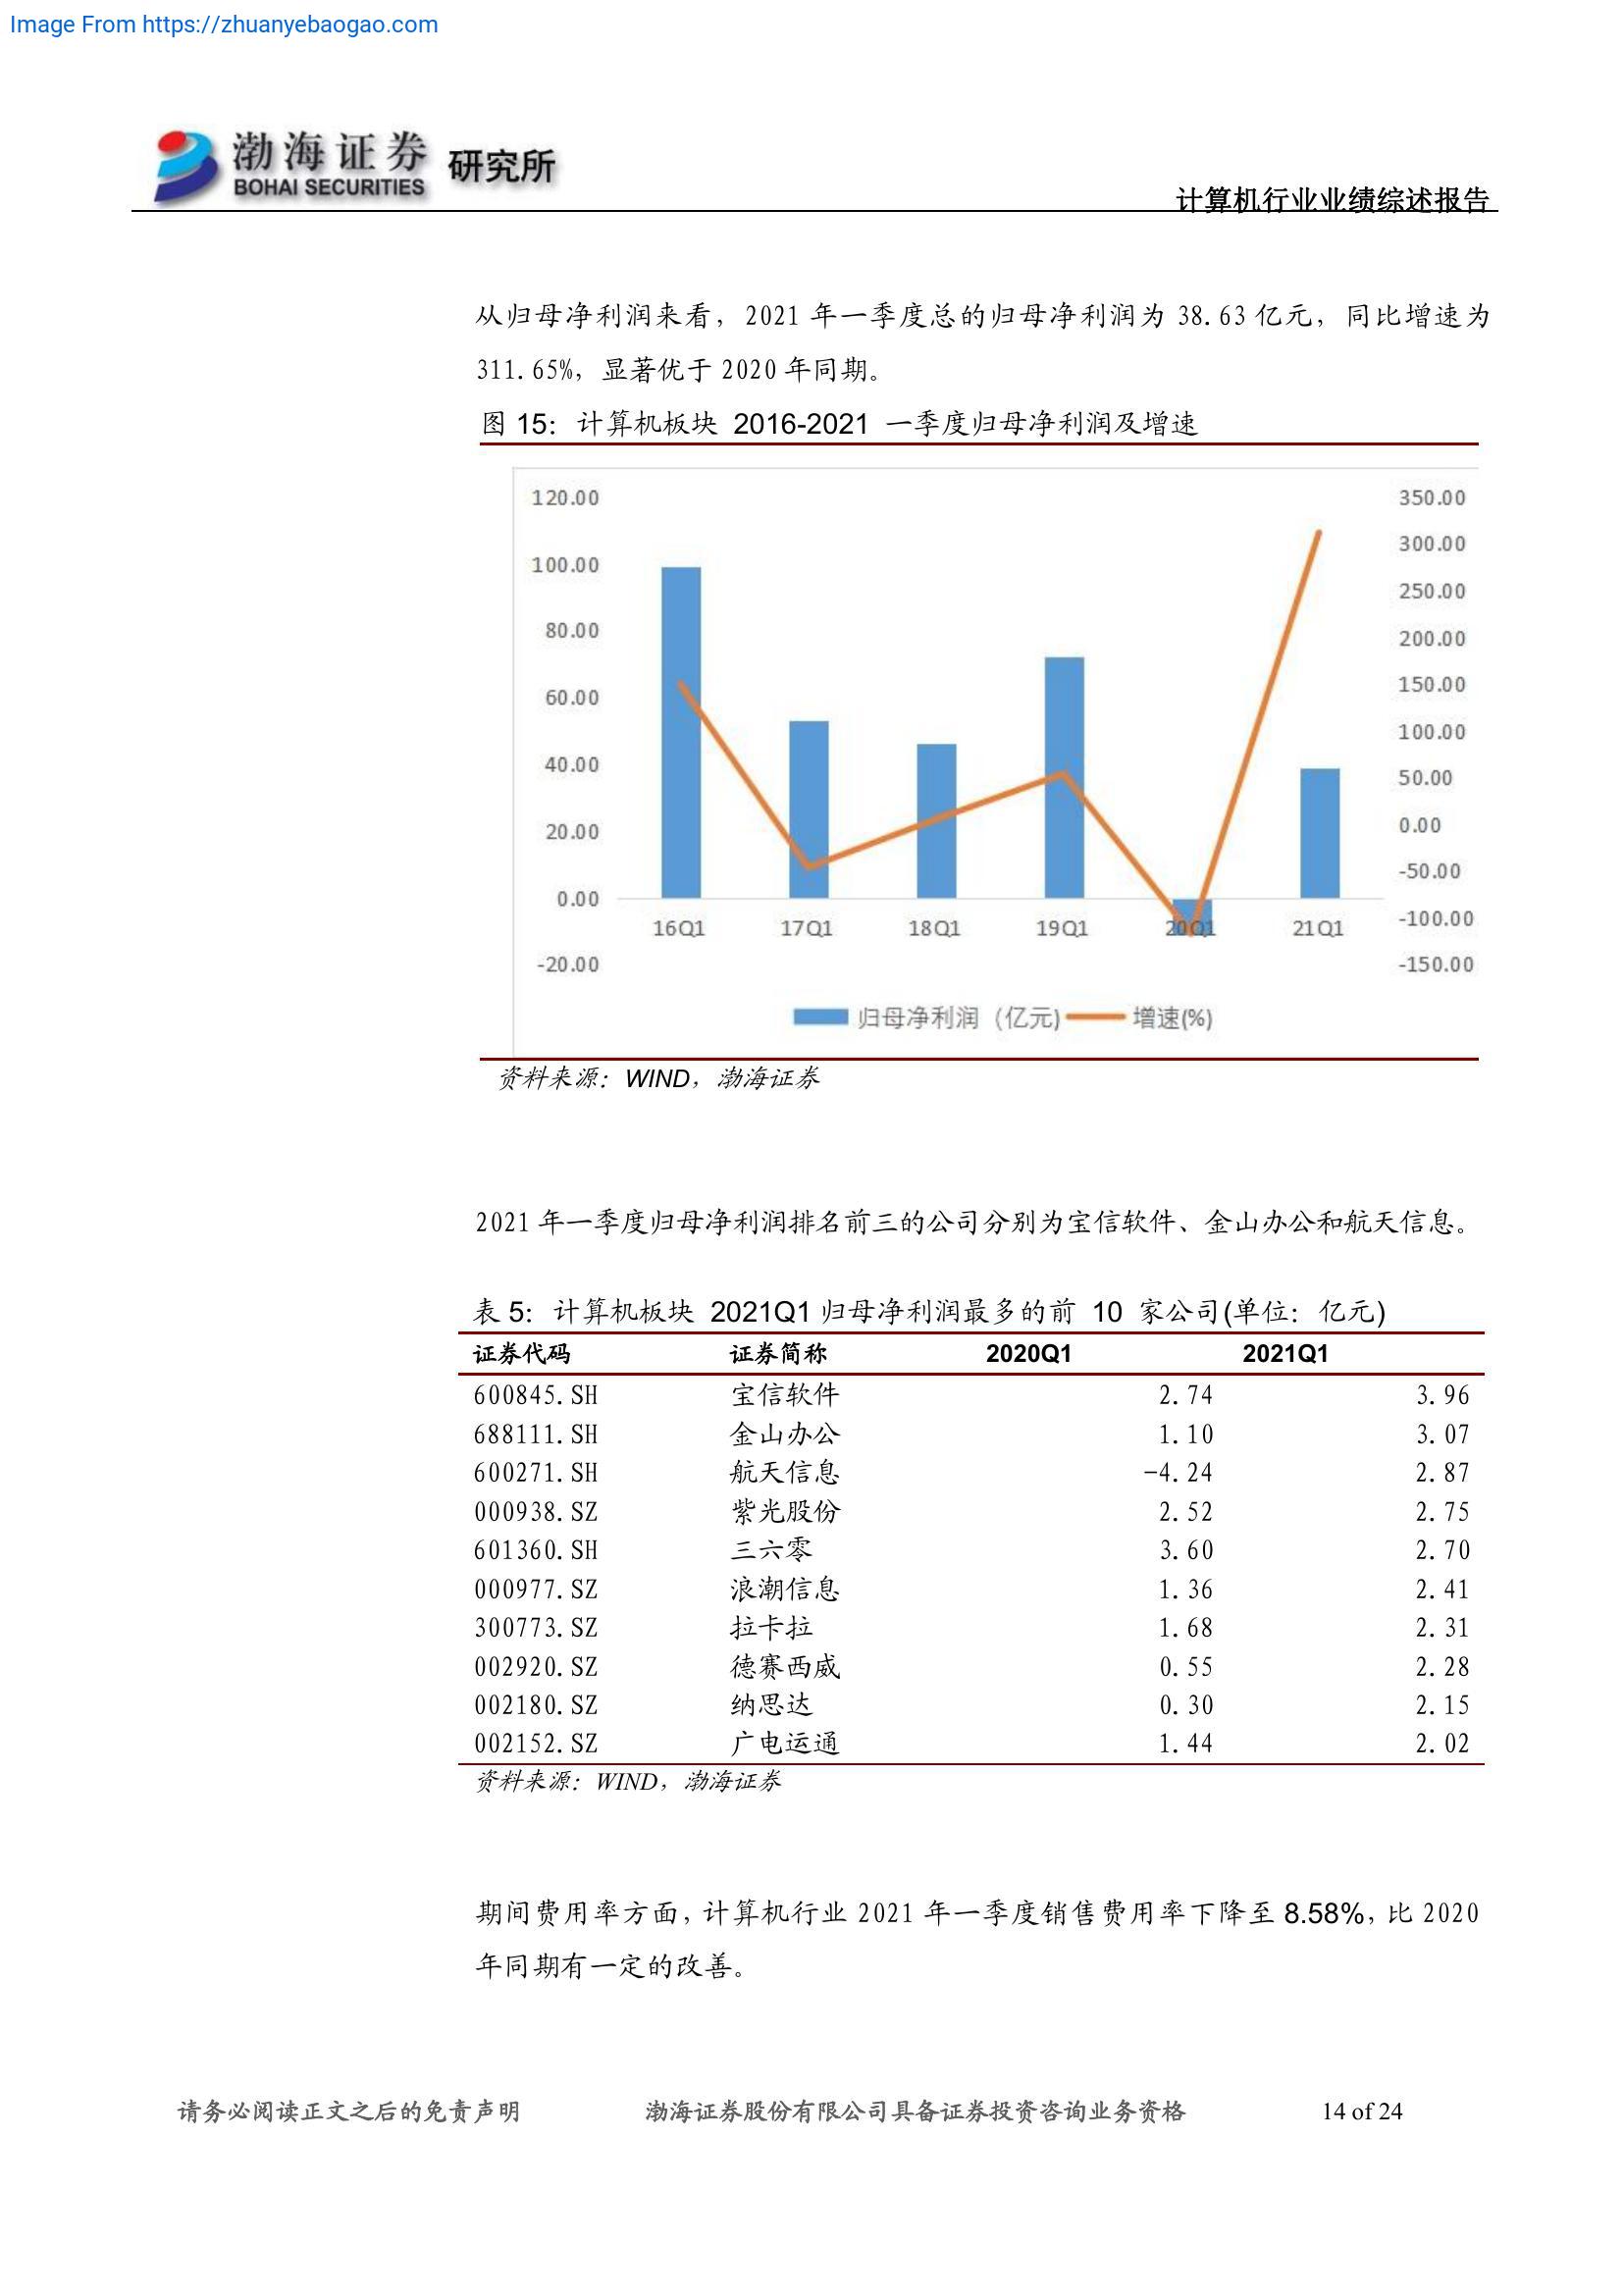 Image From https://zhuanyebaogao.com
渤海证券 研究所
BOHAI SECURITIES
计算机行业业绩综述报告
从归母净利润来看，2021 年一季度总的归母净利润为 38.63 亿元，同比增速为
311.65%，显著优于 2020 年同期。
图 15：计算机板块 2016-2021 一季度归母净利润及增速
120.00 350.00
100.00 300.00
80.00 250.00
60.00 200.00
40.00 150.00
20.00 100.00
0.00 50.00
-20.00 0.00
-50.00
-100.00
-150.00
16Q1 17Q1 18Q1 19Q1 20Q1 21Q1
归母净利润（亿元) 增速(%)
资料来源：WIND，渤海证券
2021 年一季度归母净利润排名前三的公司分别为宝信软件、金山办公和航天信息。
表 5：计算机板块 2021Q1 归母净利润最多的前 10 家公司(单位：亿元)
证券代码 证券简称 2020Q1 2021Q1
600845.SH 宝信软件 2.74 3.96
688111.SH 金山办公 1.10 3.07
600271.SH 航天信息 -4.24 2.87
000938.SZ 紫光股份 2.52 2.75
601360.SH 三六零 3.60 2.70
000977.SZ 浪潮信息 1.36 2.41
300773.SZ 拉卡拉 1.68 2.31
002920.SZ 德赛西威 0.55 2.28
002180.SZ 纳思达 0.30 2.15
002152.SZ 广电运通 1.44 2.02
资料来源：WIND，渤海证券
期间费用率方面，计算机行业 2021 年一季度销售费用率下降至 8.58%，比 2020
年同期有一定的改善。
请务必阅读正文之后的免责声明 渤海证券股份有限公司具备证券投资咨询业务资格 14 of 24